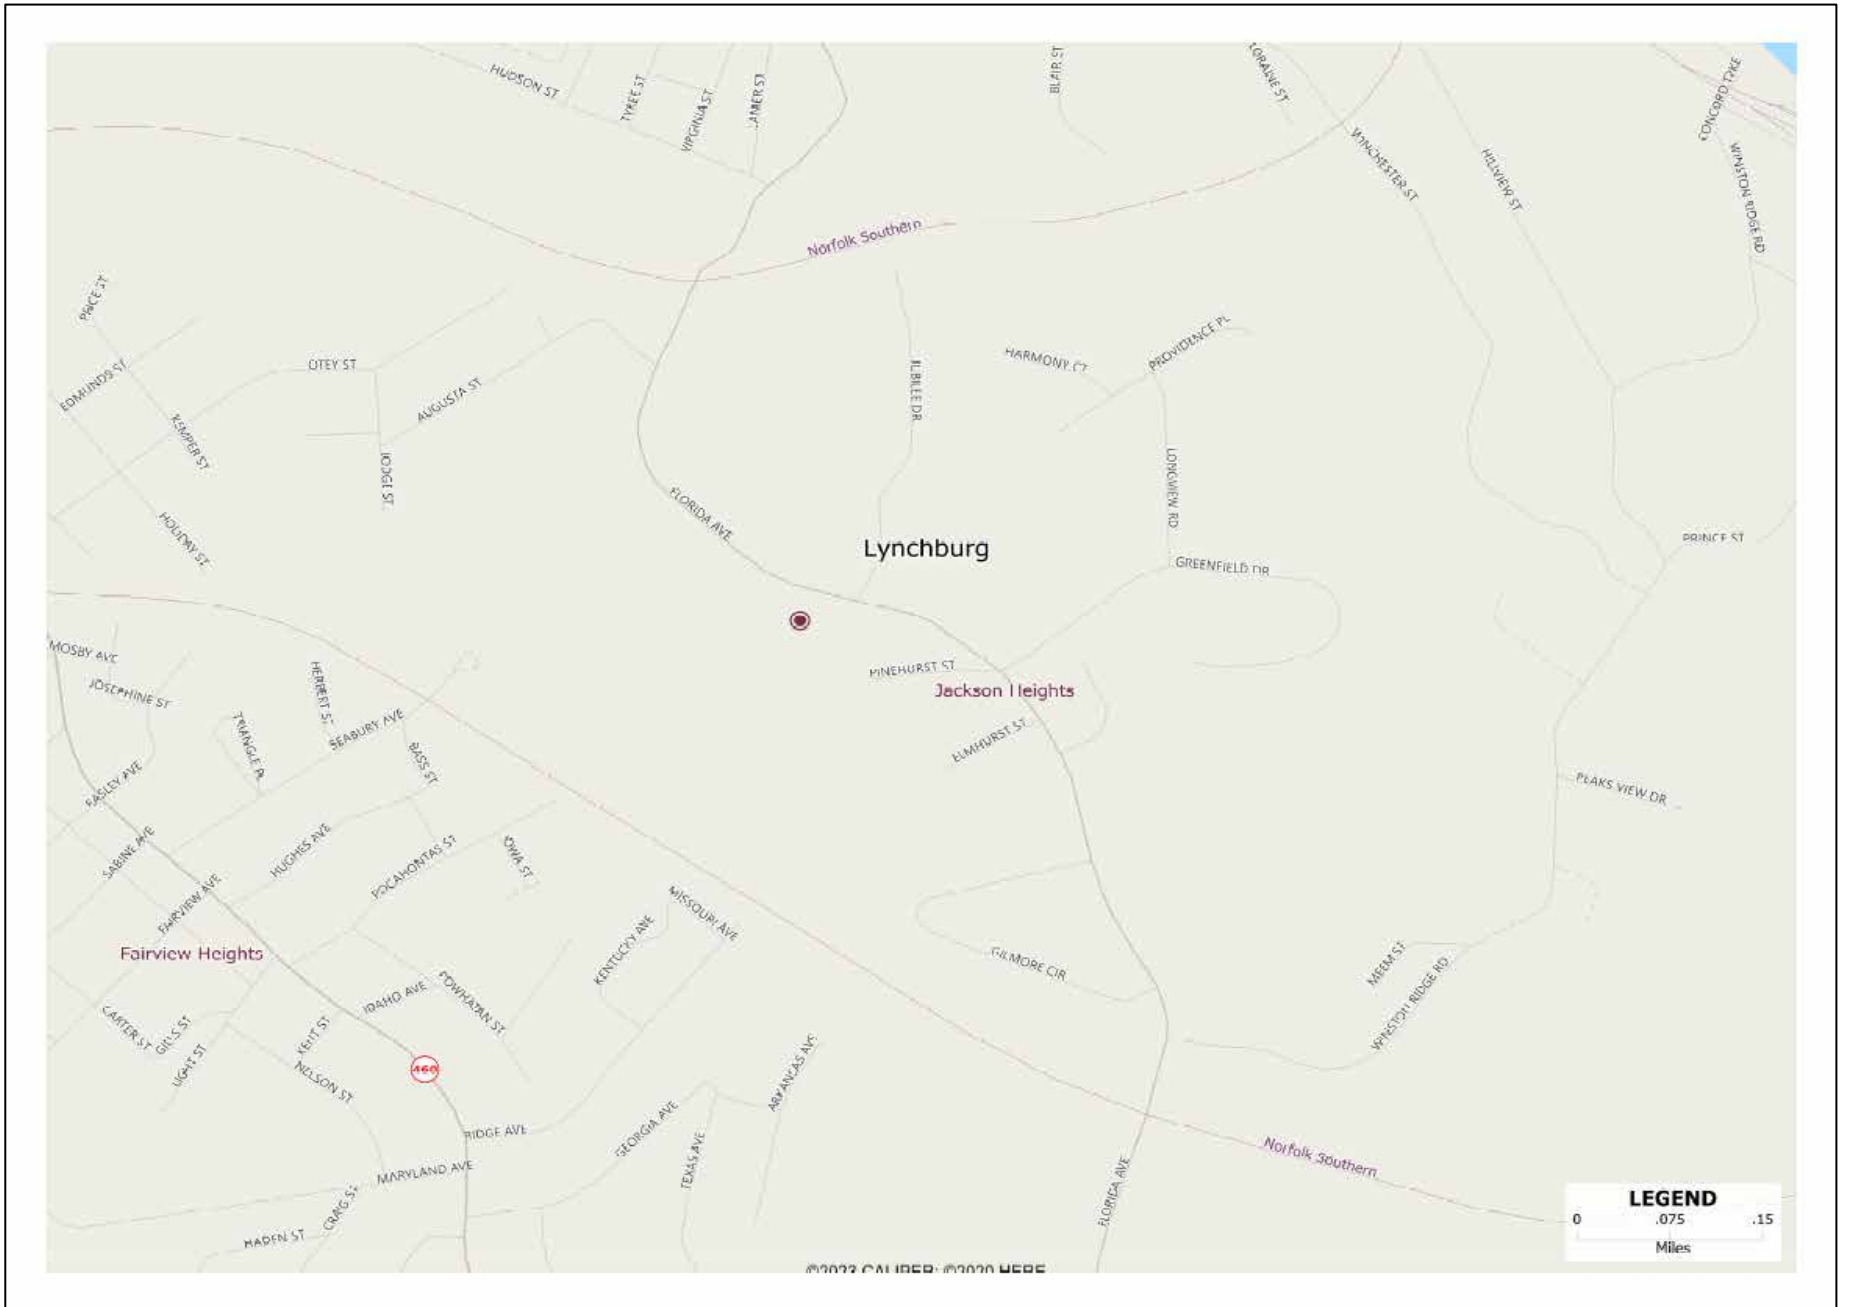 HUDSON ST
TYREE ST
VIRGINIA ST
BLAIR ST
LORAINE ST
WINCHESTER ST
HILLVIEW ST
CONCORD TPKE
WINSTON RIDGE RD
Norfolk Southern
PRICE ST
EDMUNDS ST
OTEY ST
AUGUSTA ST
KEMPER ST
DODGE ST
HOLIDAY ST
FLORIDA AVE
JUBILEE DR
HARMONY CT
PROVIDENCE PL
LONGVIEW RD
GREENFIELD DR
PRINCE ST
Lynchburg
MOSBY AVE
JOSEPHINE ST
HERBERT ST
TRIANGLE PL
SEABURY AVE
BASS ST
PINEHURST ST
Jackson Heights
ELMHURST ST
PEAKS VIEW DR
EASLEY AVE
SABINE AVE
HUGHES AVE
POCAHONTAS ST
IOWA ST
FAIRVIEW AVE
Fairview Heights
MISSOURI AVE
KENTUCKY AVE
GILMORE CIR
MEEM ST
WINSTON RIDGE RD
IDAHO AVE
POWHATAN ST
CARTER ST
GILLS ST
LIGHT ST
KENT ST
NELSON ST
460
ARKANSAS AVE
RIDGE AVE
GEORGIA AVE
TEXAS AVE
MARYLAND AVE
CRAIG ST
HADEN ST
FLORIDA AVE
Norfolk Southern
LEGEND
0 .075 .15
Miles
©2023 CALIPER; ©2020 HERE